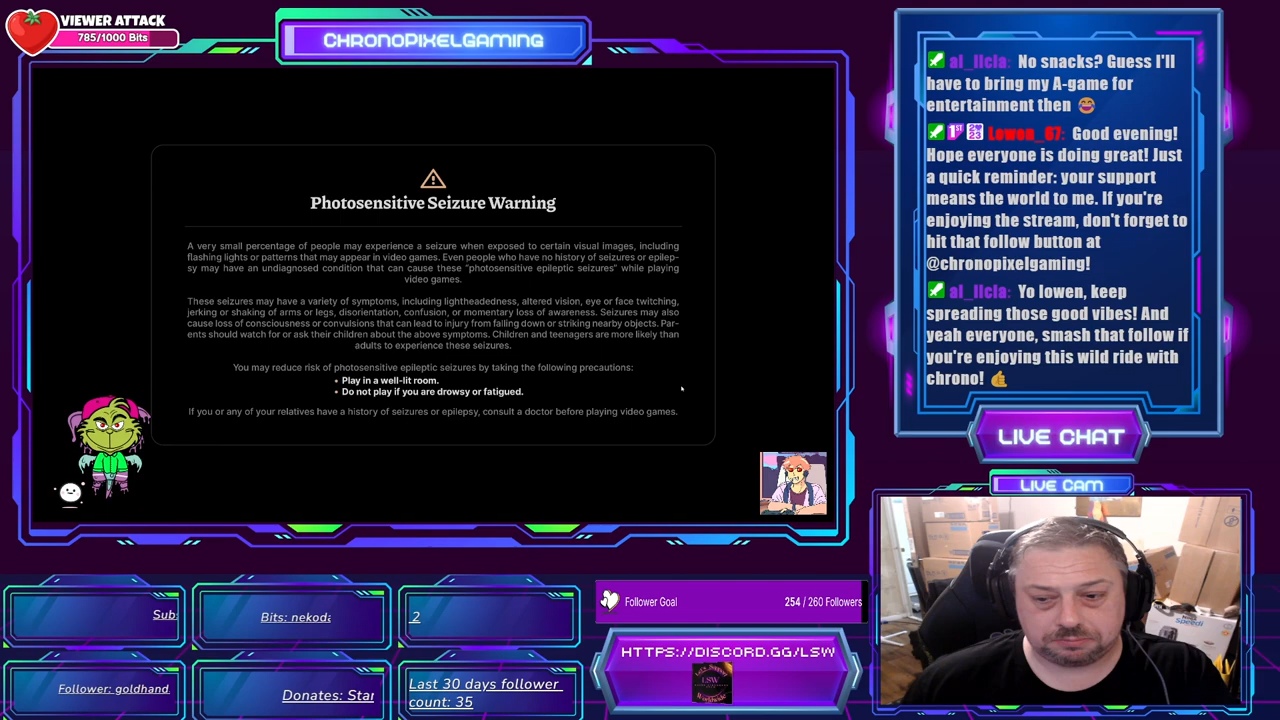 VIEWER ATTACK
785/1000 Bits
CHRONOPIXELGAMING
Photosensitive Seizure Warning
A very small percentage of people may experience a seizure when exposed to certain visual images, including
flashing lights or patterns that may appear in video games. Even people who have no history of seizures or epilep-
sy may have an undiagnosed condition that can cause these “photosensitive epileptic seizures” while playing
video games.
These seizures may have a variety of symptoms, including lightheadedness, altered vision, eye or face twitching,
jerking or shaking of arms or legs, disorientation, confusion, or momentary loss of awareness. Seizures may also
cause loss of consciousness or convulsions that can lead to injury from falling down or striking nearby objects. Par-
ents should watch for or ask their children about the above symptoms. Children and teenagers are more likely than
adults to experience these seizures.
You may reduce risk of photosensitive epileptic seizures by taking the following precautions:
• Play in a well-lit room.
• Do not play if you are drowsy or fatigued.
If you or any of your relatives have a history of seizures or epilepsy, consult a doctor before playing video games.
al_licia: No snacks? Guess I'll
have to bring my A-game for
entertainment then 😂
1ST 2023 Lowen_67: Good evening!
Hope everyone is doing great! Just
a quick reminder: your support
means the world to me. If you're
enjoying the stream, don't forget to
hit that follow button at
@chronopixelgaming!
al_licia: Yo lowen, keep
spreading those good vibes! And
yeah everyone, smash that follow if
you're enjoying this wild ride with
chrono! 🤙
LIVE CHAT
LIVE CAM
Sub:
Bits: nekoda
2
Follower: goldhand
Donates: Star
Last 30 days follower
count: 35
Follower Goal
254 / 260 Followers
HTTPS://DISCORD.GG/LSW
LSW